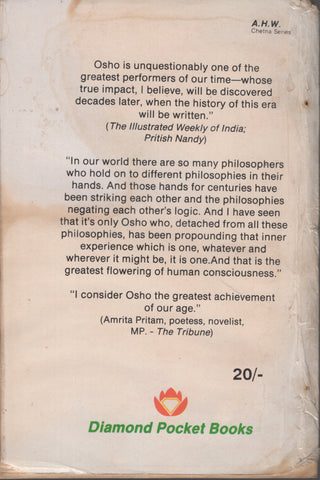 A.H.W.
Chetna Series
Osho is unquestionably one of the
greatest performers of our time—whose
true impact, I believe, will be discovered
decades later, when the history of this era
will be written."
(The Illustrated Weekly of India;
Pritish Nandy)
"In our world there are so many philosophers
who hold on to different philosophies in their
hands. And those hands for centuries have
been striking each other and the philosophies
negating each other's logic. And I have seen
that it's only Osho who, detached from all these
philosophies, has been propounding that inner
experience which is one, whatever and
wherever it might be, it is one.And that is the
greatest flowering of human consciousness."
"I consider Osho the greatest achievement
of our age."
(Amrita Pritam, poetess, novelist,
MP. - The Tribune)
20/-
Diamond Pocket Books